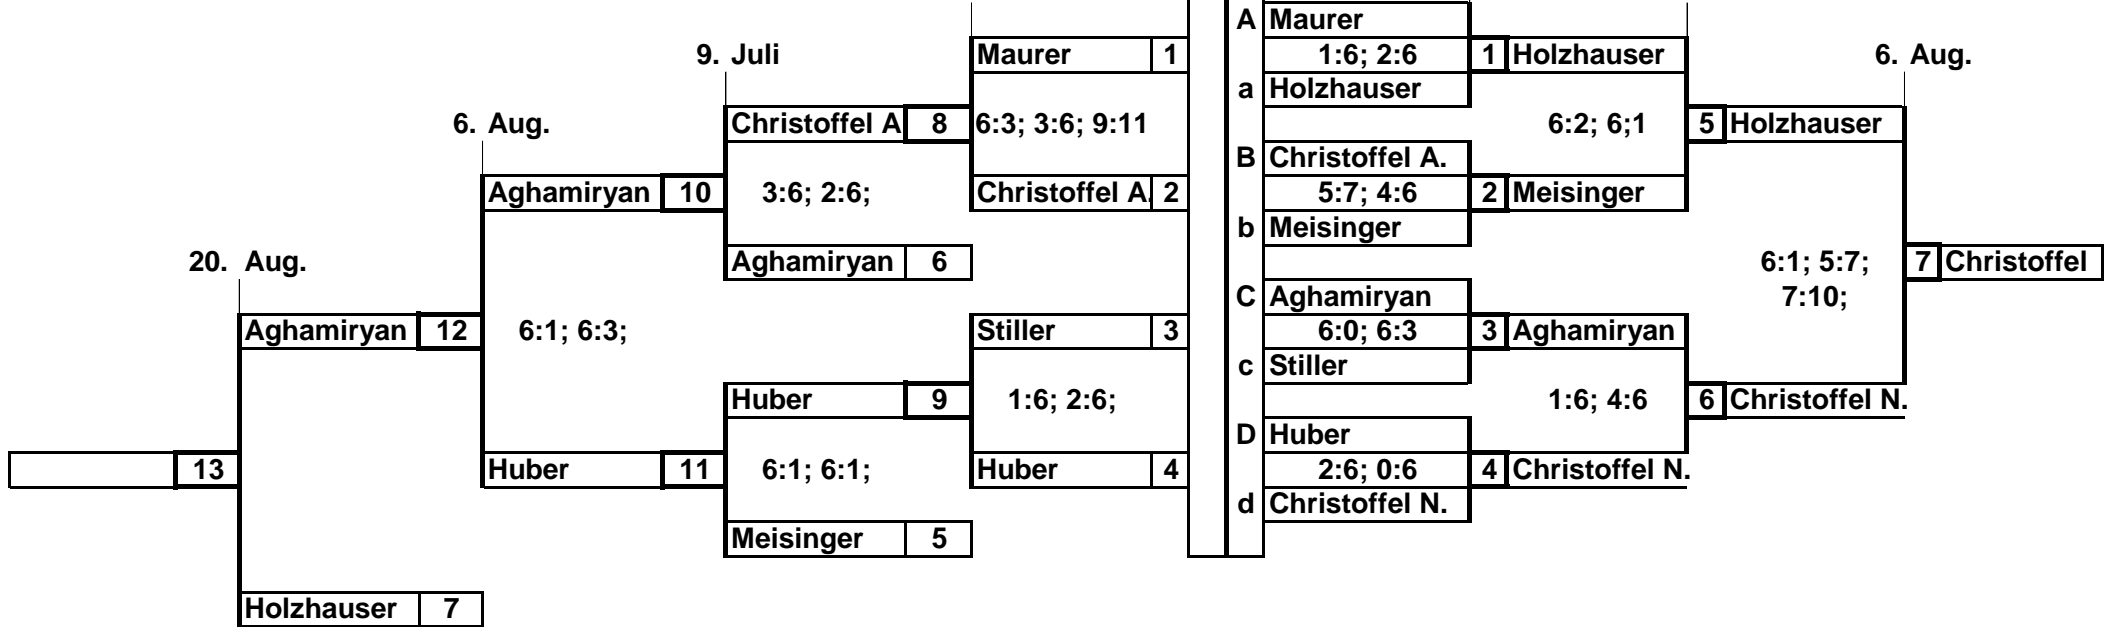 A Maurer
Maurer 1 1:6; 2:6 1 Holzhauser
9. Juli 6. Aug.
a Holzhauser
6. Aug. Christoffel A 8 6:3; 3:6; 9:11 6:2; 6;1 5 Holzhauser
B Christoffel A.
Aghamiryan 10 3:6; 2:6; Christoffel A. 2 5:7; 4:6 2 Meisinger
b Meisinger
20. Aug. Aghamiryan 6 6:1; 5:7; 7 Christoffel
C Aghamiryan 7:10;
Aghamiryan 12 6:1; 6:3; Stiller 3 6:0; 6:3 3 Aghamiryan
c Stiller
Huber 9 1:6; 2:6; 1:6; 4:6 6 Christoffel N.
D Huber
13 Huber 11 6:1; 6:1; Huber 4 2:6; 0:6 4 Christoffel N.
d Christoffel N.
Meisinger 5
Holzhauser 7